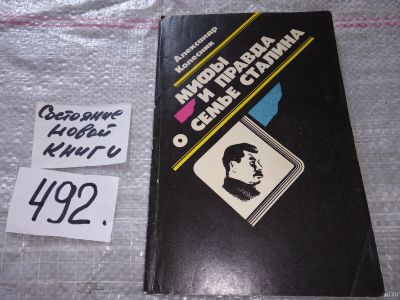 Александр
Колесник
МИФЫ
И ПРАВДА
О СЕМЬЕ СТАЛИНА
Состояние
новой
книги
492.